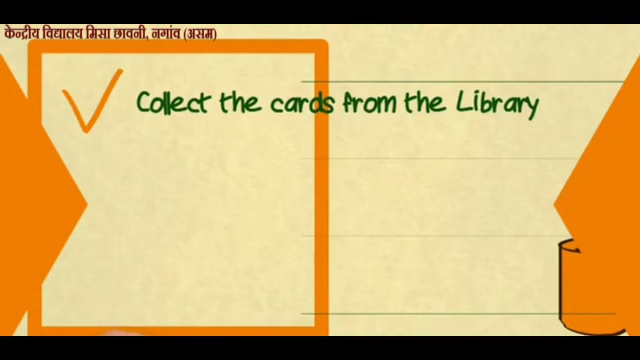 केन्द्रीय विद्यालय मिसा छावनी, नगांव (असम)
Collect the cards from the Library